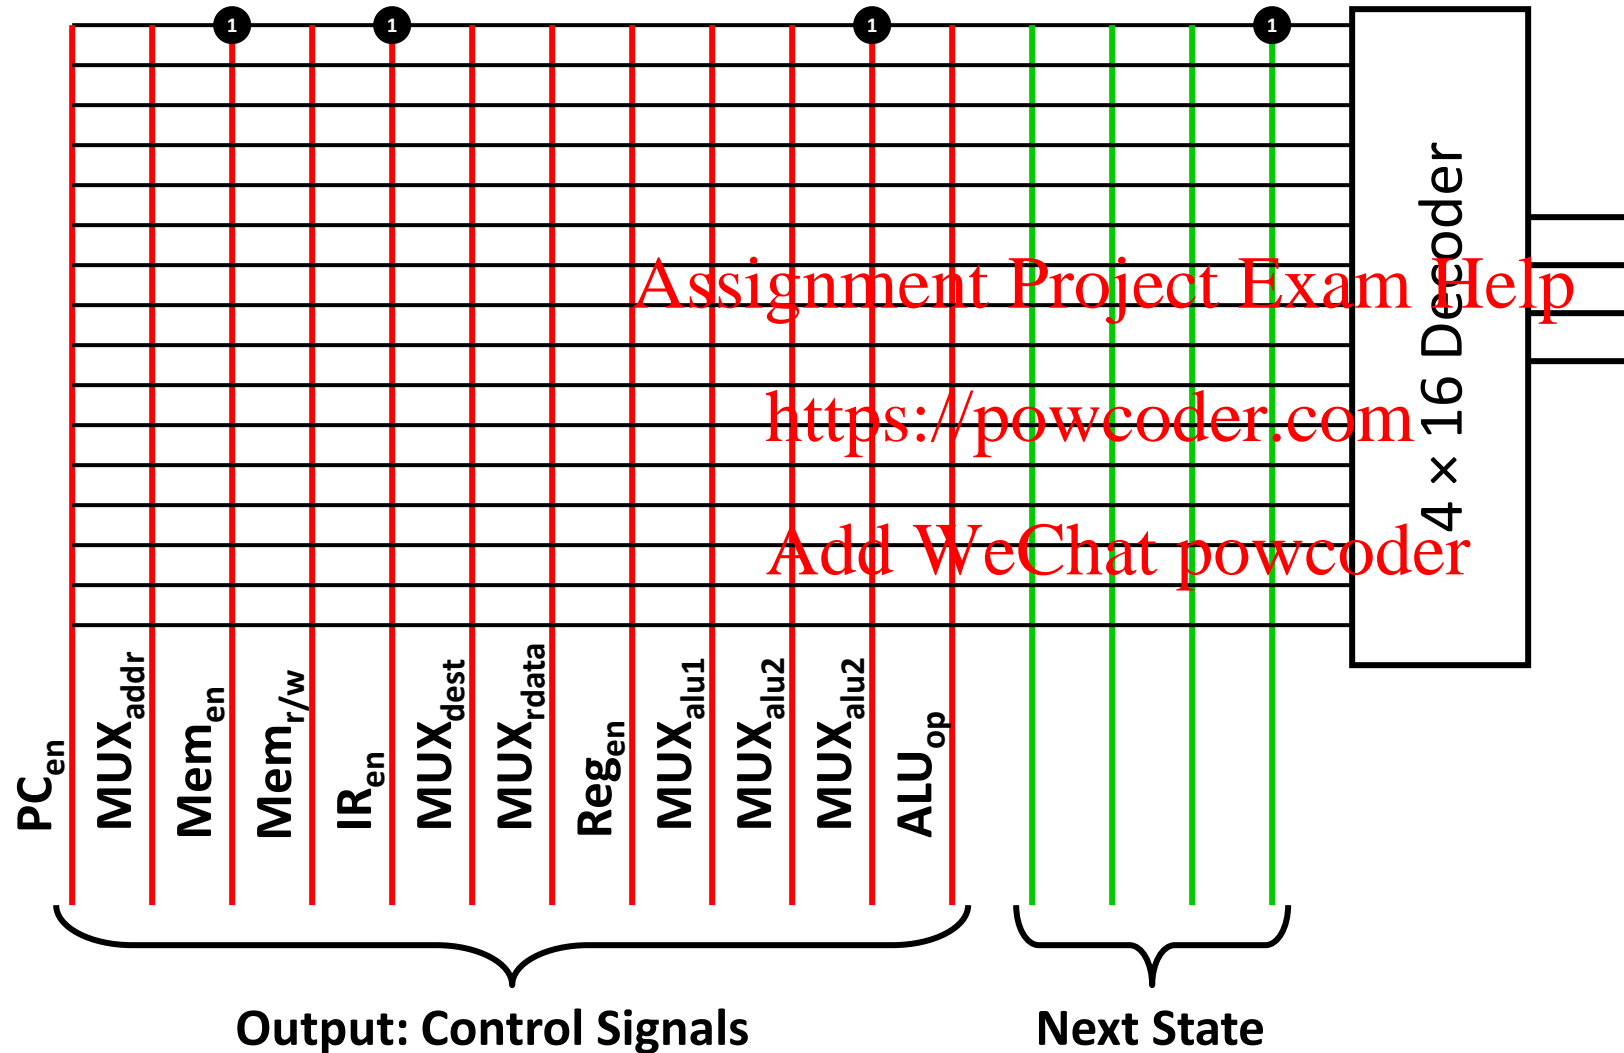 1 1 1 1
4 × 16 Decoder
Assignment Project Exam Help
https://powcoder.com
Add WeChat powcoder
PCen
MUXaddr
Memen
Memr/w
IRen
MUXdest
MUXrdata
Regen
MUXalu1
MUXalu2
MUXalu2
ALUop
Output: Control Signals
Next State